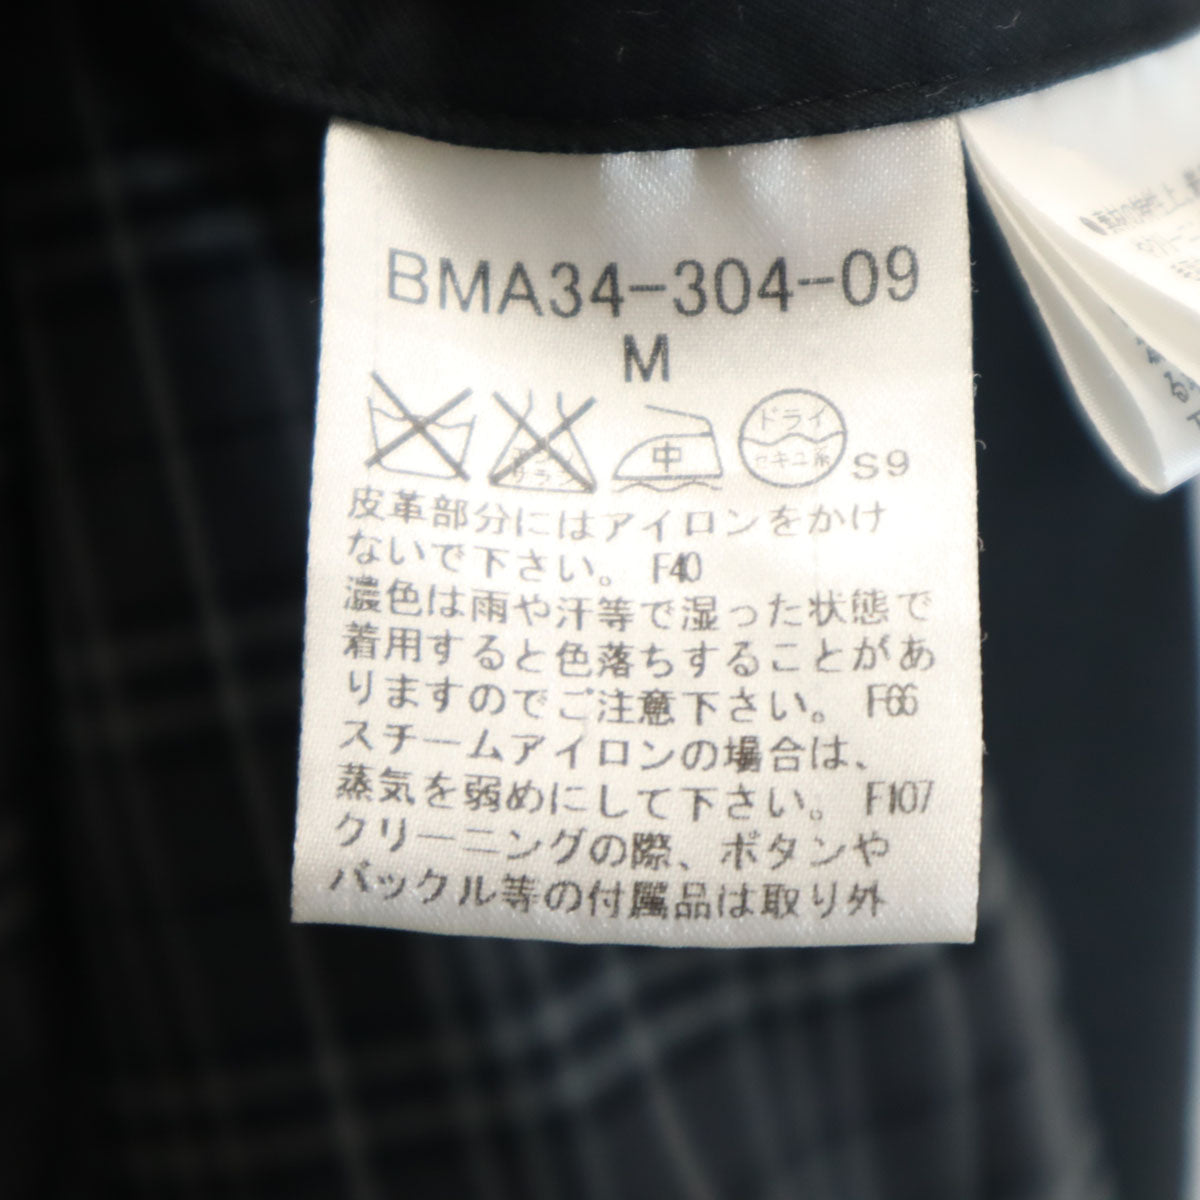 BMA34-304-09
M
エンソ
サラシ
中
ドライ
セキユ系
S9
皮革部分にはアイロンをかけ
ないで下さい。 F40
濃色は雨や汗等で湿った状態で
着用すると色落ちすることがあ
りますのでご注意下さい。 F66
スチームアイロンの場合は、
蒸気を弱めにして下さい。 F107
クリーニングの際、ボタンや
バックル等の付属品は取り外